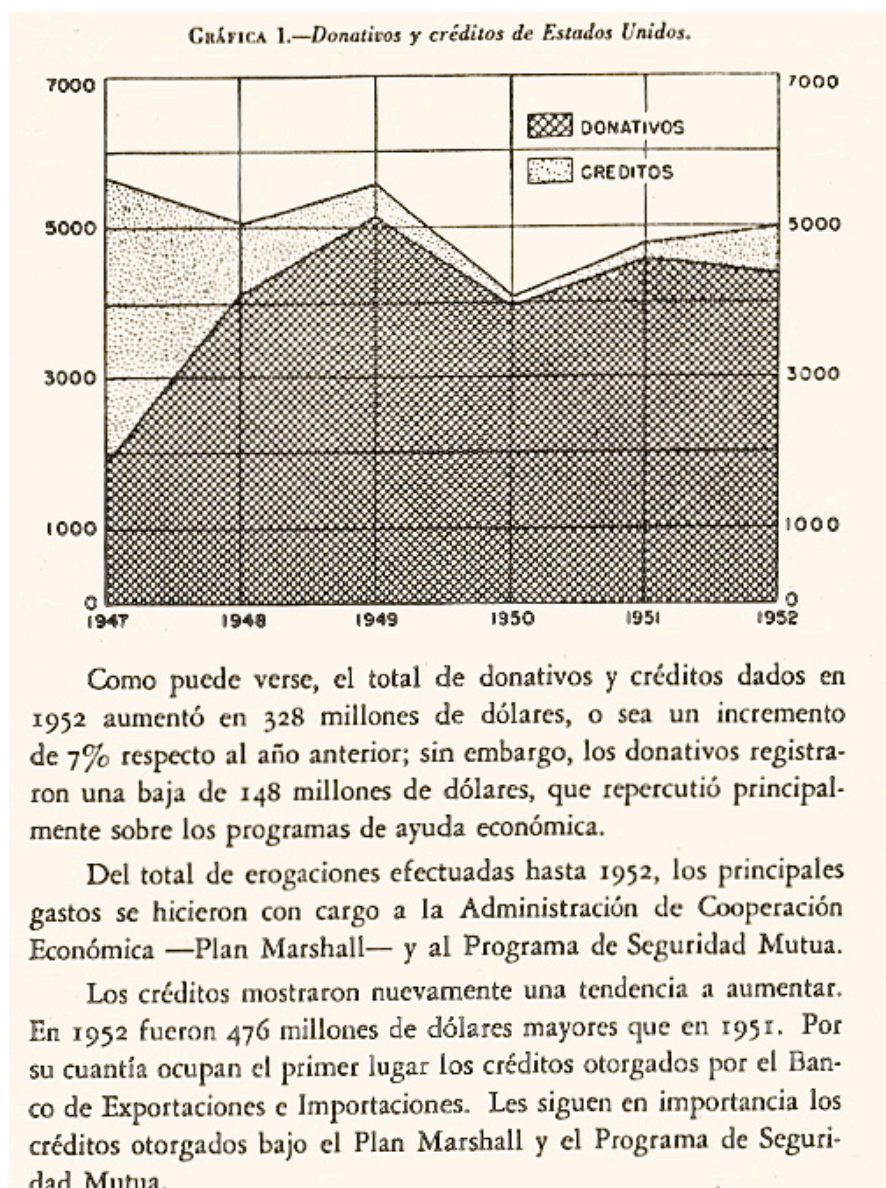 GRÁFICA I.—Donativos y créditos de Estados Unidos.
7000 7000
DONATIVOS
CREDITOS
5000 5000
3000 3000
1000 1000
0 0
1947 1948 1949 1950 1951 1952
Como puede verse, el total de donativos y créditos dados en
1952 aumentó en 328 millones de dólares, o sea un incremento
de 7% respecto al año anterior; sin embargo, los donativos registra-
ron una baja de 148 millones de dólares, que repercutió principal-
mente sobre los programas de ayuda económica.
Del total de erogaciones efectuadas hasta 1952, los principales
gastos se hicieron con cargo a la Administración de Cooperación
Económica —Plan Marshall— y al Programa de Seguridad Mutua.
Los créditos mostraron nuevamente una tendencia a aumentar.
En 1952 fueron 476 millones de dólares mayores que en 1951. Por
su cuantía ocupan el primer lugar los créditos otorgados por el Ban-
co de Exportaciones e Importaciones. Les siguen en importancia los
créditos otorgados bajo el Plan Marshall y el Programa de Seguri-
dad Mutua.